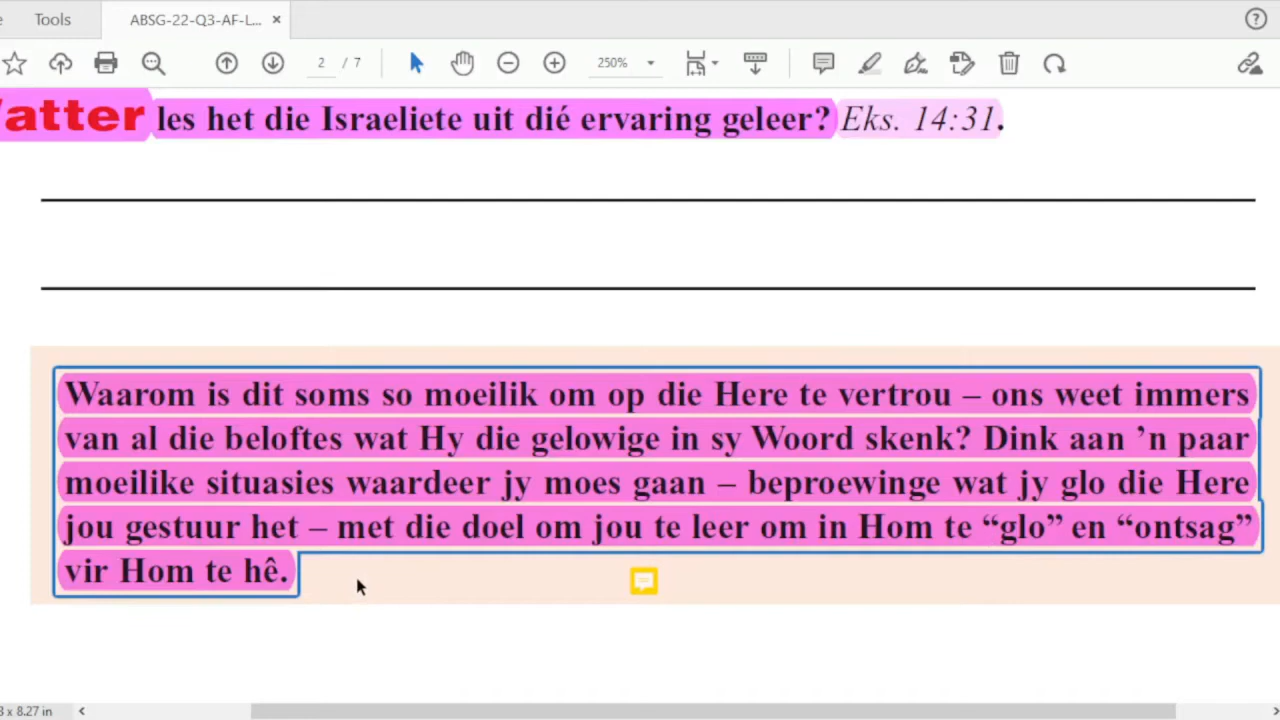 Tools
ABSG-22-Q3-AF-L... ×
2 / 7
250%
atter les het die Israeliete uit dié ervaring geleer? Eks. 14:31.
Waarom is dit soms so moeilik om op die Here te vertrou – ons weet immers
van al die beloftes wat Hy die gelowige in sy Woord skenk? Dink aan ’n paar
moeilike situasies waardeer jy moes gaan – beproewinge wat jy glo die Here
jou gestuur het – met die doel om jou te leer om in Hom te “glo” en “ontsag”
vir Hom te hê.
x 8.27 in